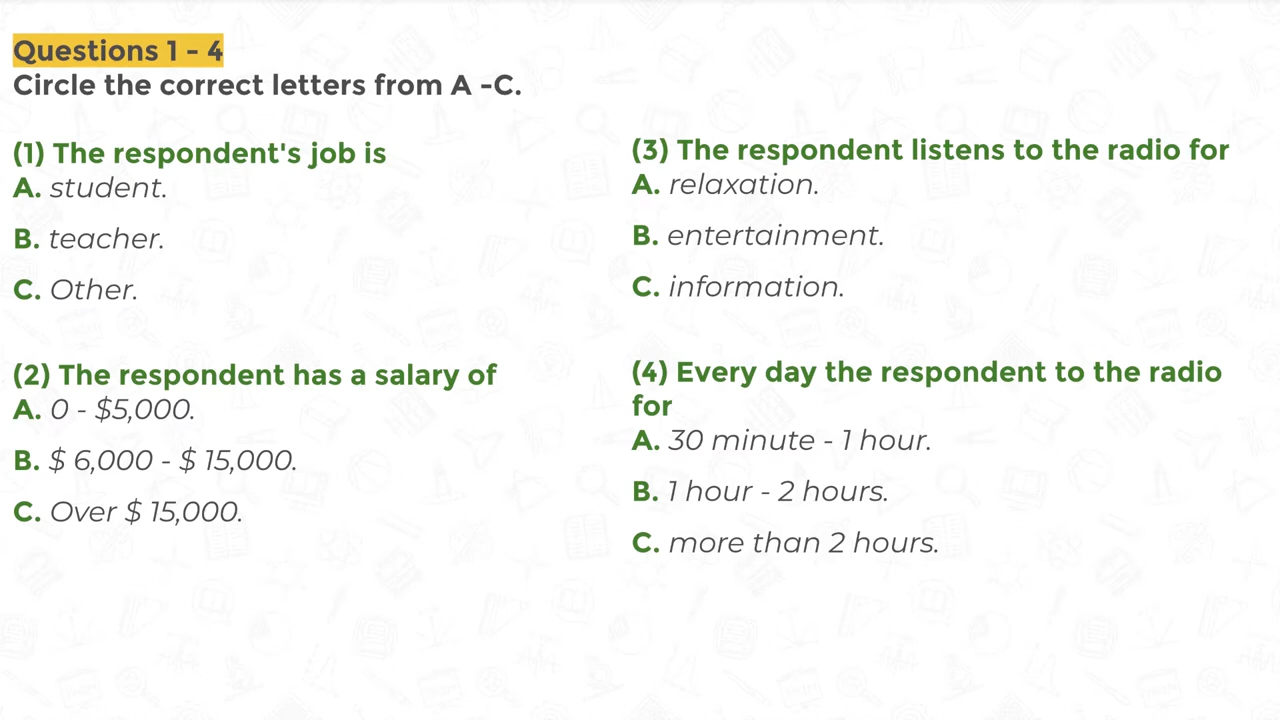 Questions 1 - 4
Circle the correct letters from A -C.
(1) The respondent's job is
A. student.
B. teacher.
C. Other.
(2) The respondent has a salary of
A. 0 - $5,000.
B. $ 6,000 - $ 15,000.
C. Over $ 15,000.
(3) The respondent listens to the radio for
A. relaxation.
B. entertainment.
C. information.
(4) Every day the respondent to the radio
for
A. 30 minute - 1 hour.
B. 1 hour - 2 hours.
C. more than 2 hours.